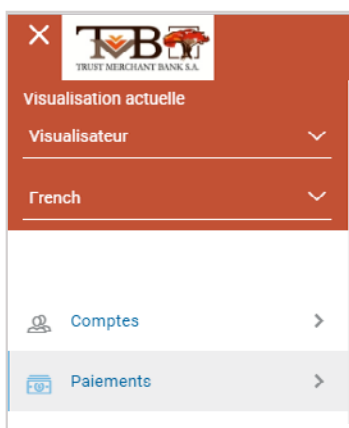 TMB
TRUST MERCHANT BANK S.A.
Visualisation actuelle
Visualisateur
French
Comptes
Paiements